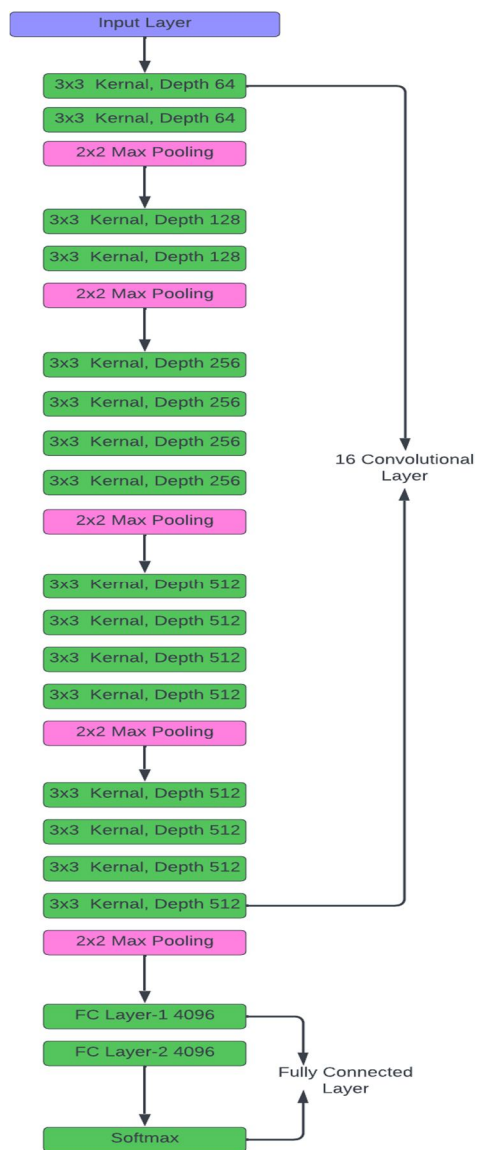 Input Layer
3x3 Kernal, Depth 64
3x3 Kernal, Depth 64
2x2 Max Pooling
3x3 Kernal, Depth 128
3x3 Kernal, Depth 128
2x2 Max Pooling
3x3 Kernal, Depth 256
3x3 Kernal, Depth 256
3x3 Kernal, Depth 256
3x3 Kernal, Depth 256
2x2 Max Pooling
3x3 Kernal, Depth 512
3x3 Kernal, Depth 512
3x3 Kernal, Depth 512
3x3 Kernal, Depth 512
2x2 Max Pooling
3x3 Kernal, Depth 512
3x3 Kernal, Depth 512
3x3 Kernal, Depth 512
3x3 Kernal, Depth 512
2x2 Max Pooling
16 Convolutional
Layer
FC Layer-1 4096
FC Layer-2 4096
Softmax
Fully Connected
Layer